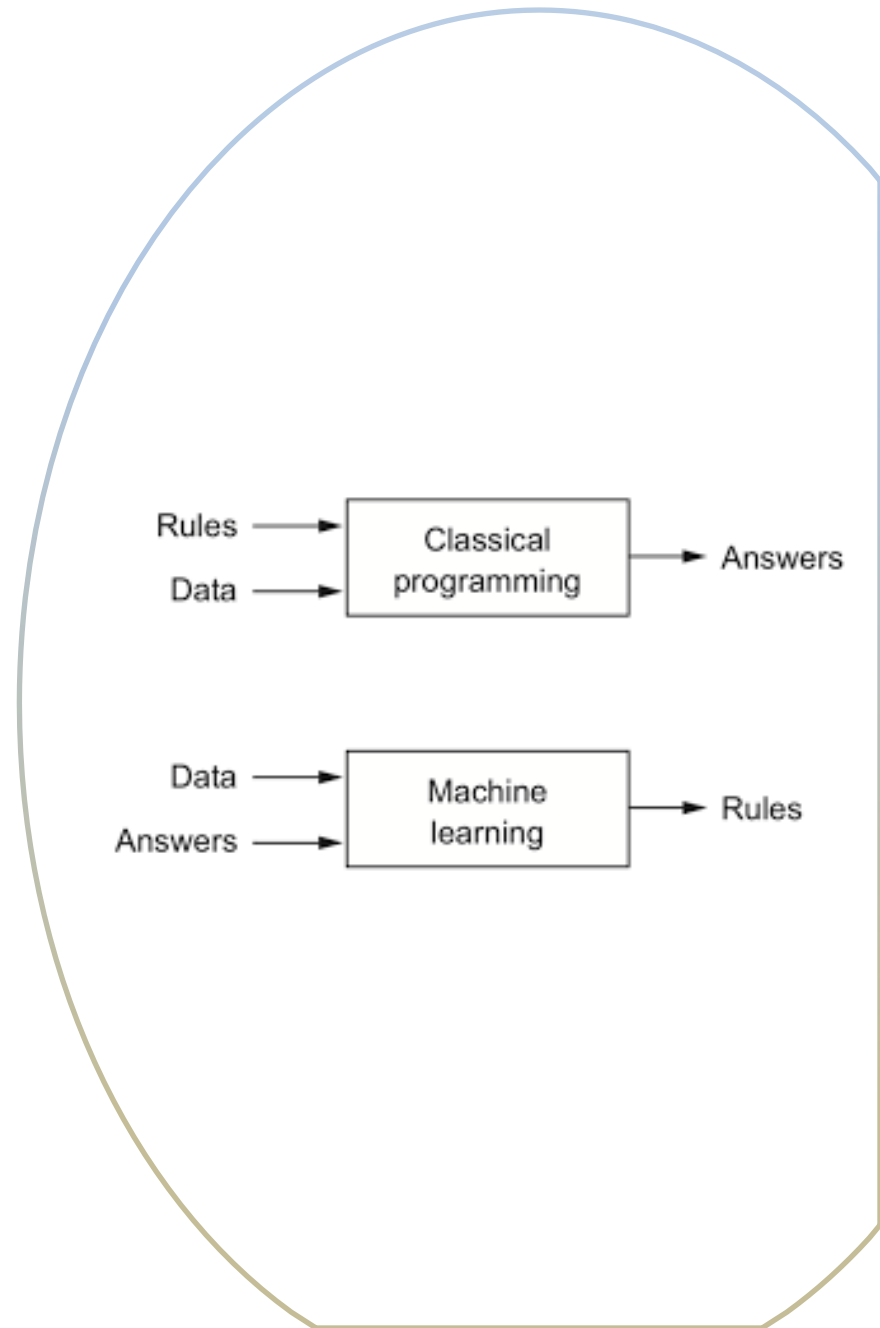 Rules
Data
Classical
programming
Answers
Data
Answers
Machine
learning
Rules